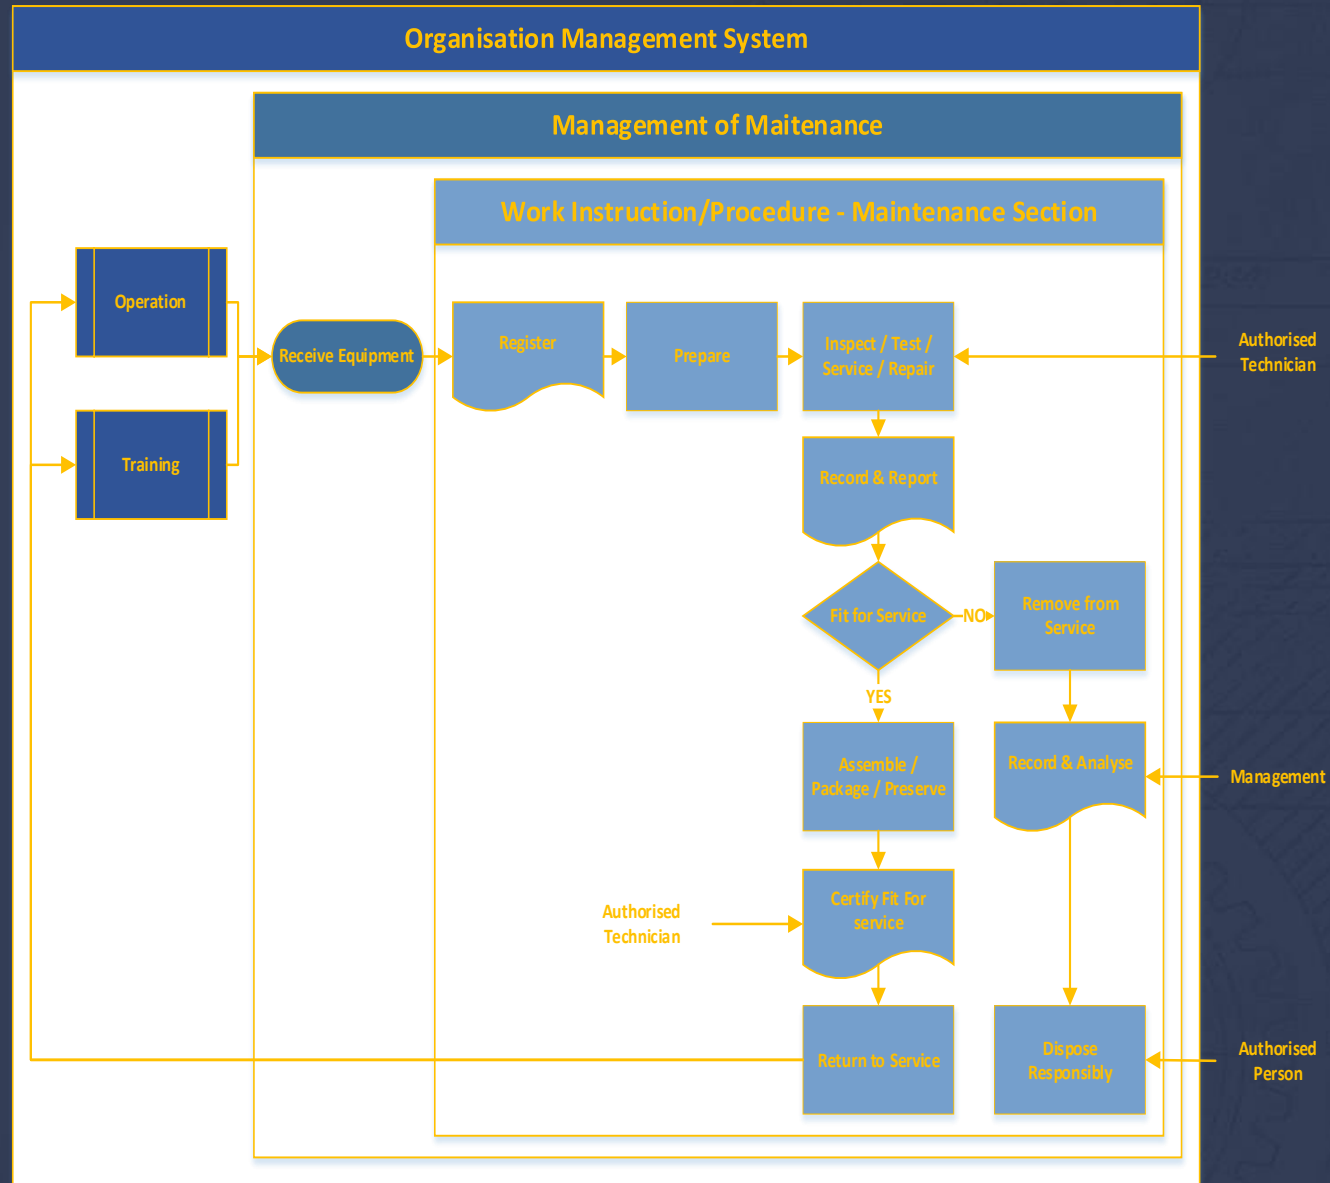 Organisation Management System
Management of Maitenance
Work Instruction/Procedure - Maintenance Section
Operation
Training
Receive Equipment
Register
Prepare
Inspect / Test /
Service / Repair
Authorised
Technician
Record & Report
Fit for Service
NO
Remove from
Service
YES
Assemble /
Package / Preserve
Record & Analyse
Management
Authorised
Technician
Certify Fit For
service
Return to Service
Dispose
Responsibly
Authorised
Person